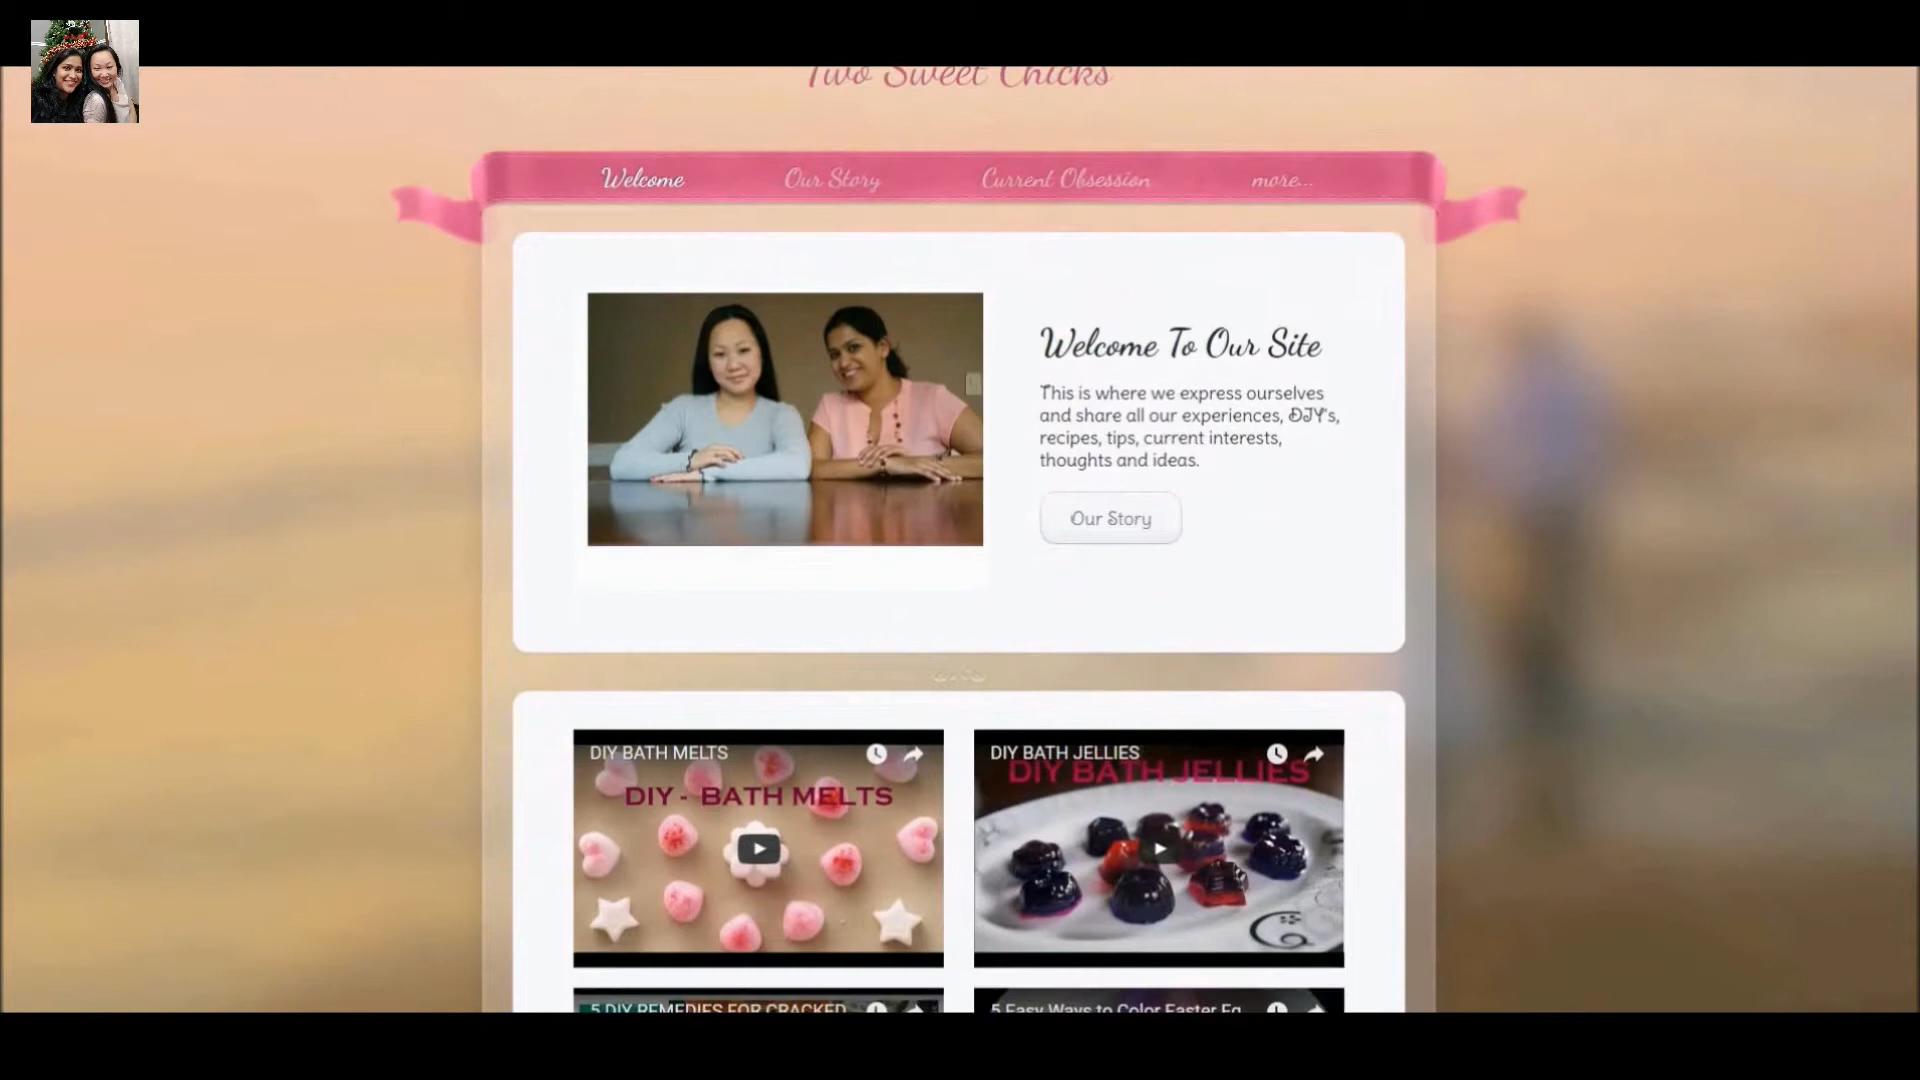 Two Sweet Chicks
Welcome
Our Story
Current Obsession
more...
Welcome To Our Site
This is where we express ourselves
and share all our experiences, DIY's,
recipes, tips, current interests,
thoughts and ideas.
Our Story
DIY BATH MELTS
DIY - BATH MELTS
DIY BATH JELLIES
DIY BATH JELLIES
5 DIY REMEDIES FOR CRACKED
5 Easy Ways to Color Easter Eg